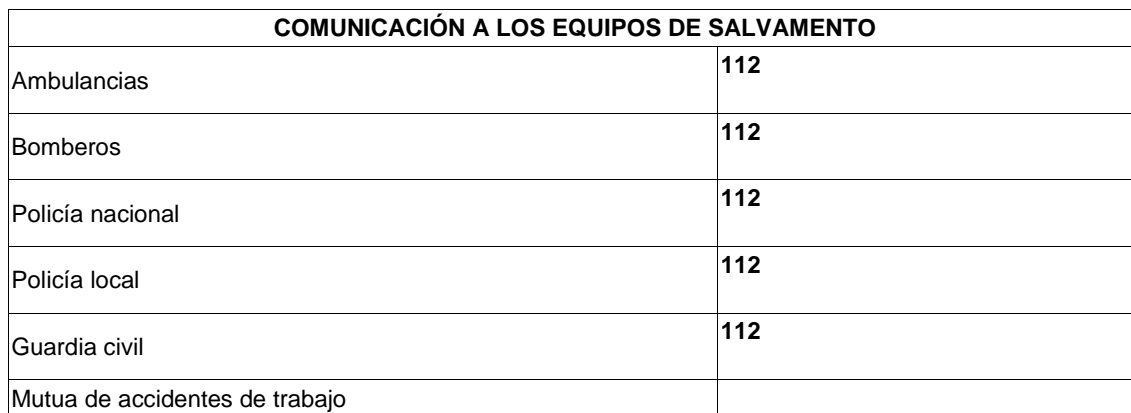 COMUNICACIÓN A LOS EQUIPOS DE SALVAMENTO
Ambulancias 112
Bomberos 112
Policía nacional 112
Policía local 112
Guardia civil 112
Mutua de accidentes de trabajo